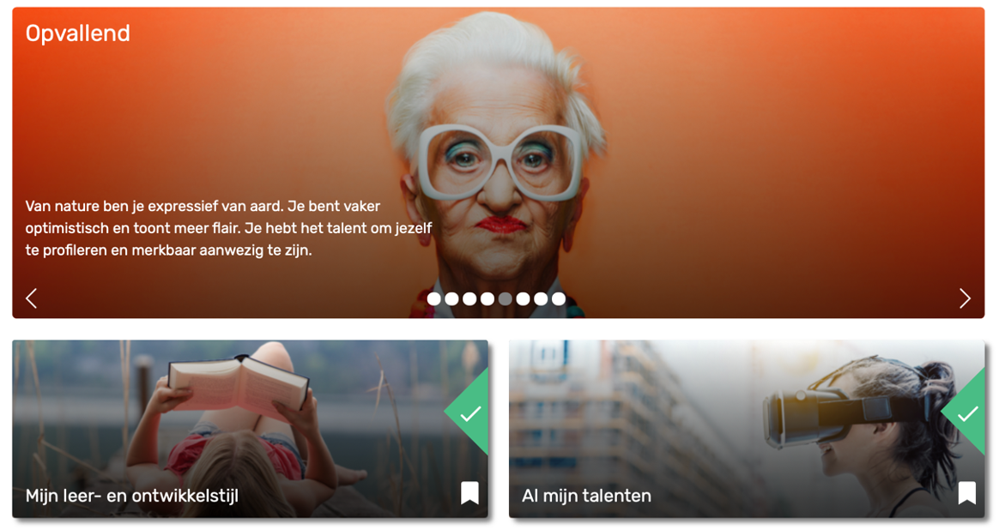 Opvallend
Van nature ben je expressief van aard. Je bent vaker
optimistisch en toont meer flair. Je hebt het talent om jezelf
te profileren en merkbaar aanwezig te zijn.
Mijn leer- en ontwikkelstijl
Al mijn talenten